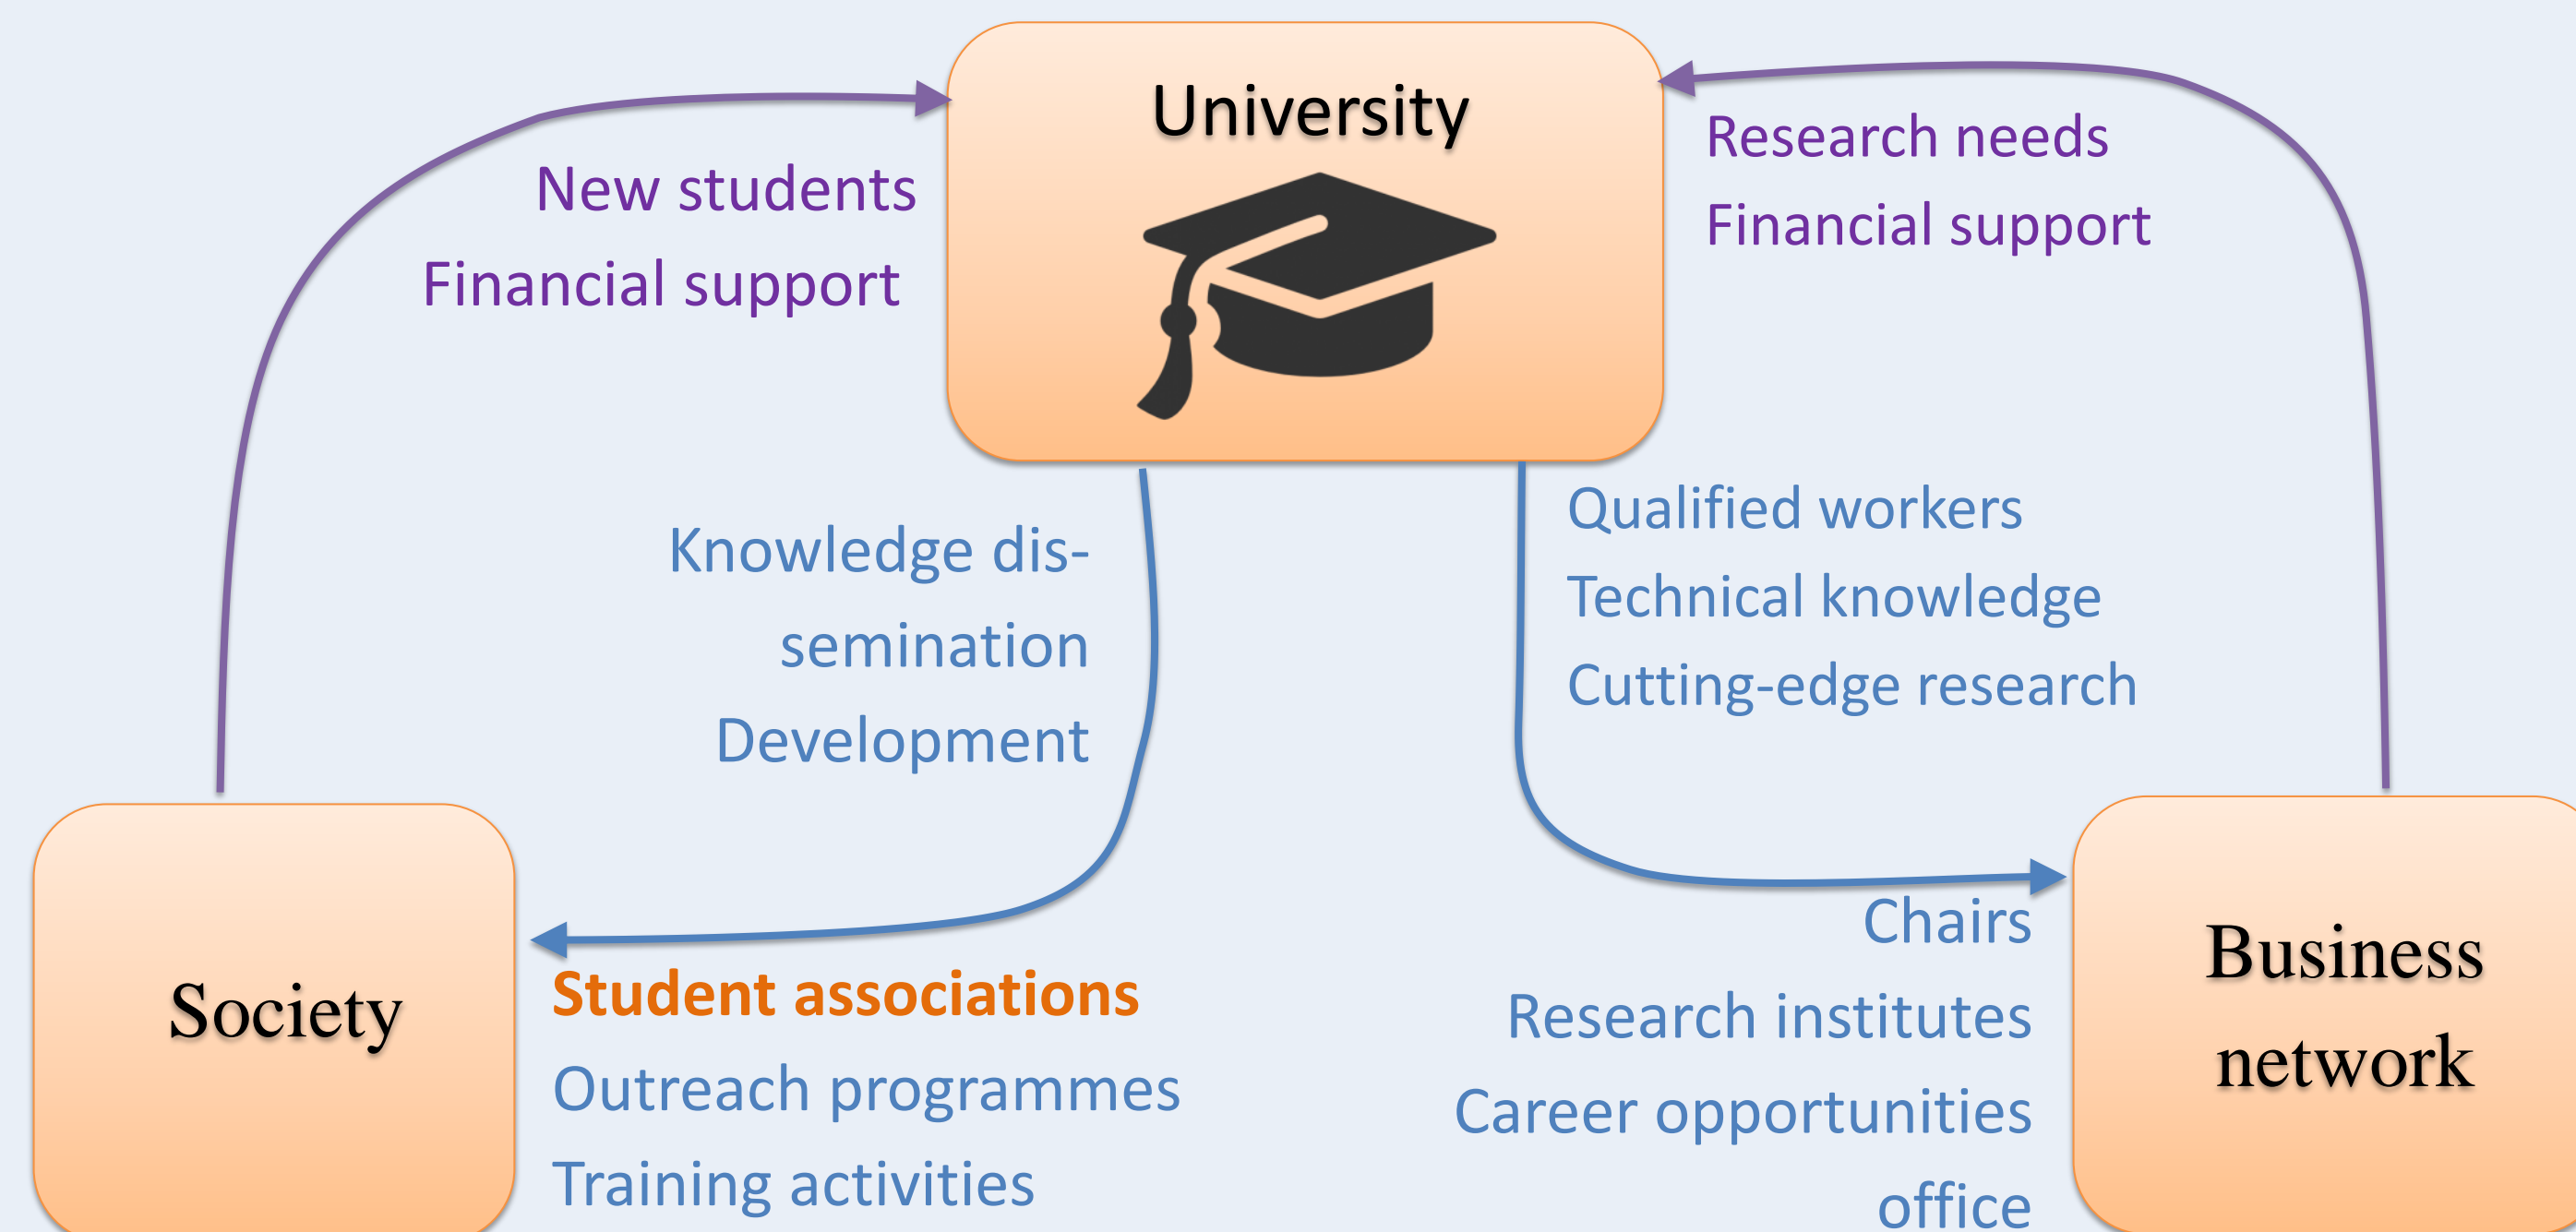 University
New students
Financial support
Research needs
Financial support
Knowledge dis-
semination
Development
Qualified workers
Technical knowledge
Cutting-edge research
Society
Student associations
Outreach programmes
Training activities
Chairs
Research institutes
Career opportunities
office
Business
network